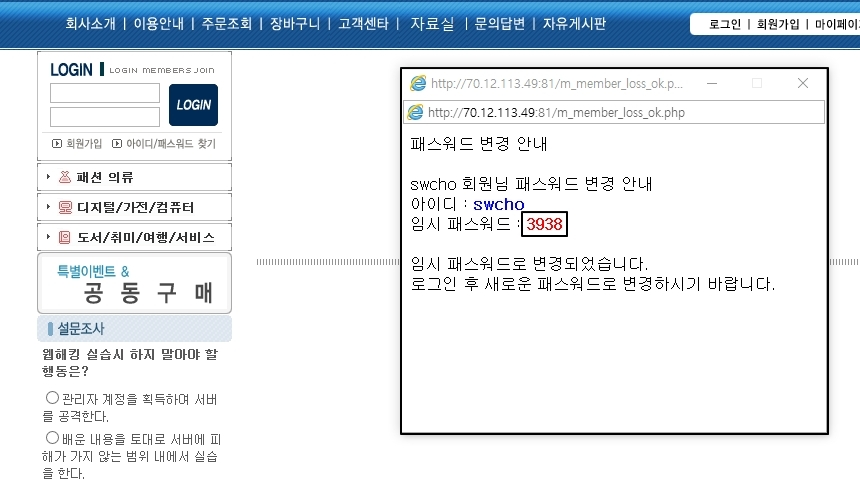 회사소개 | 이용안내 | 주문조회 | 장바구니 | 고객센타 | 자료실 | 문의답변 | 자유게시판
로그인 | 회원가입 | 마이페이
LOGIN LOGIN MEMBERS JOIN
LOGIN
회원가입 아이디/패스워드 찾기
패션 의류
디지털/가전/컴퓨터
도서/취미/여행/서비스
특별이벤트 &
공동구매
설문조사
웹해킹 실습시 하지 말아야 할
행동은?
관리자 계정을 획득하여 서버
를 공격한다.
배운 내용을 토대로 서버에 피
해가 가지 않는 범위 내에서 실습
을 한다.
http://70.12.113.49:81/m_member_loss_ok.p...
http://70.12.113.49:81/m_member_loss_ok.php
패스워드 변경 안내
swcho 회원님 패스워드 변경 안내
아이디 : swcho
임시 패스워드 : 3938
임시 패스워드로 변경되었습니다.
로그인 후 새로운 패스워드로 변경하시기 바랍니다.